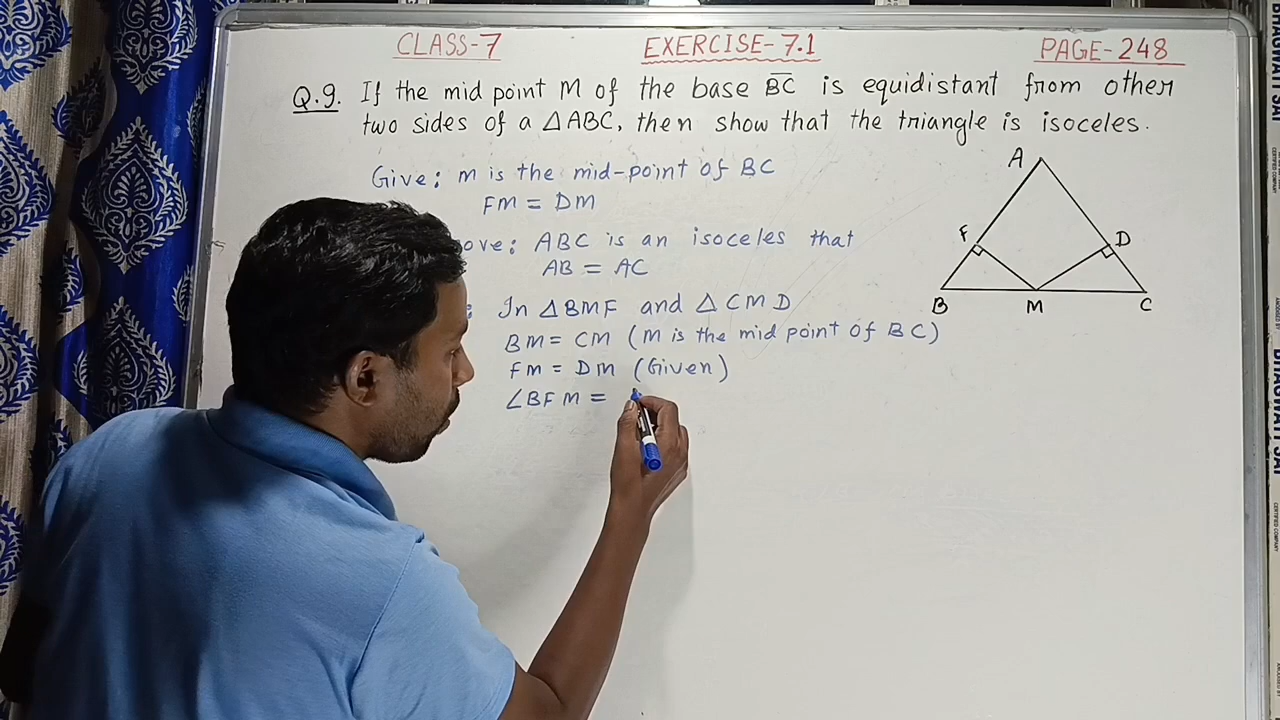 CLASS-7 EXERCISE-7.1 PAGE-248
Q.9. If the mid point M of the base BC is equidistant from other
two sides of a △ABC, then show that the triangle is isoceles.
Give: M is the mid-point of BC
FM = DM
ove: ABC is an isoceles that
AB = AC
: In △BMF and △CMD
BM = CM (M is the mid point of BC)
FM = DM (Given)
∠BFM =
A
F
D
B
M
C